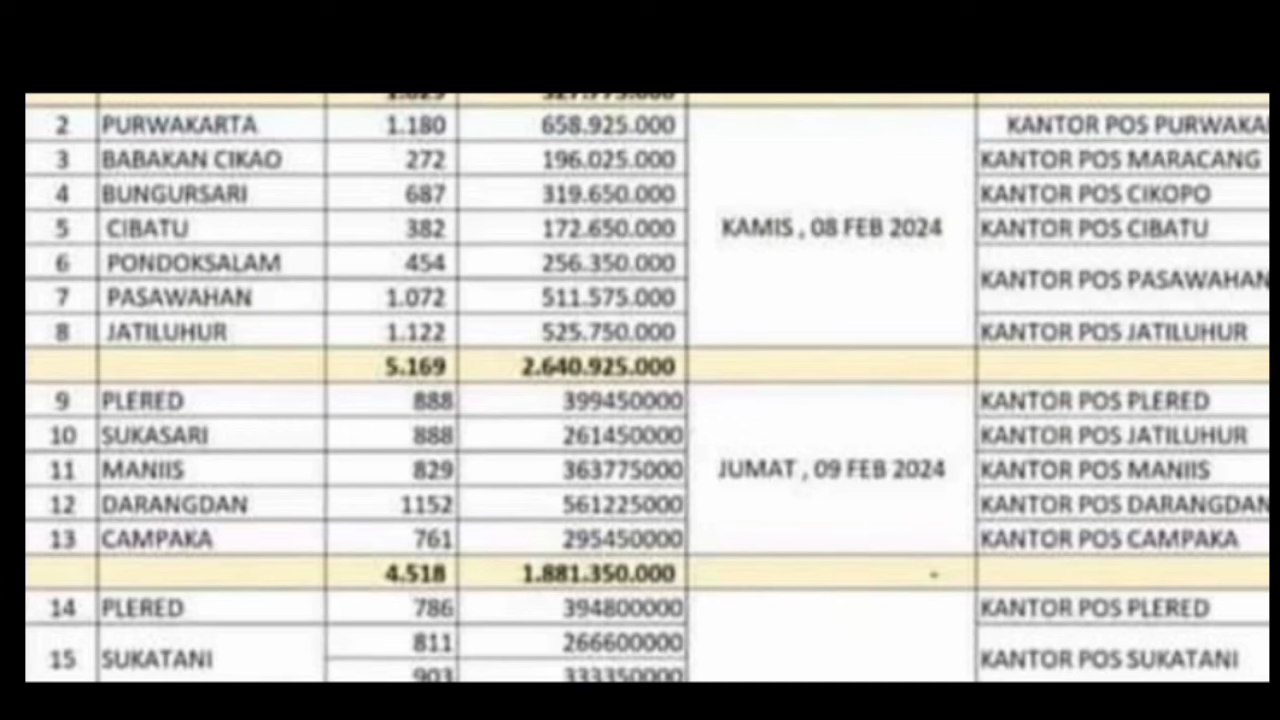 2 PURWAKARTA 1.180 658.925.000 KANTOR POS PURWAKA
3 BABAKAN CIKAO 272 196.025.000 KANTOR POS MARACANG
4 BUNGURSARI 687 319.650.000 KANTOR POS CIKOPO
5 CIBATU 382 172.650.000 KAMIS , 08 FEB 2024 KANTOR POS CIBATU
6 PONDOKSALAM 454 256.350.000
KANTOR POS PASAWAHAN
7 PASAWAHAN 1.072 511.575.000
8 JATILUHUR 1.122 525.750.000 KANTOR POS JATILUHUR
5.169 2.640.925.000
9 PLERED 888 399450000 KANTOR POS PLERED
10 SUKASARI 888 261450000 KANTOR POS JATILUHUR
11 MANIIS 829 363775000 JUMAT , 09 FEB 2024 KANTOR POS MANIIS
12 DARANGDAN 1152 561225000 KANTOR POS DARANGDAN
13 CAMPAKA 761 295450000 KANTOR POS CAMPAKA
4.518 1.881.350.000 -
14 PLERED 786 394800000 KANTOR POS PLERED
811 266600000
15 SUKATANI KANTOR POS SUKATANI
903 333350000